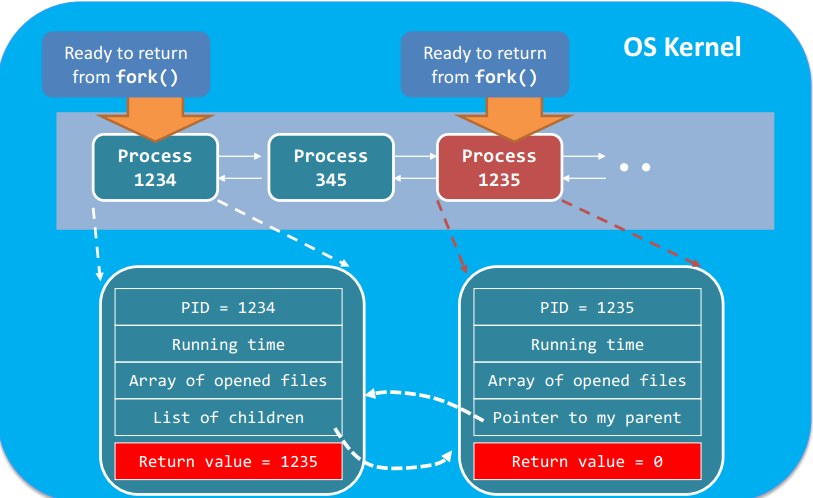 OS Kernel
Ready to return
from fork()
Ready to return
from fork()
Process
1234
Process
345
Process
1235
PID = 1234
Running time
Array of opened files
List of children
Return value = 1235
PID = 1235
Running time
Array of opened files
Pointer to my parent
Return value = 0